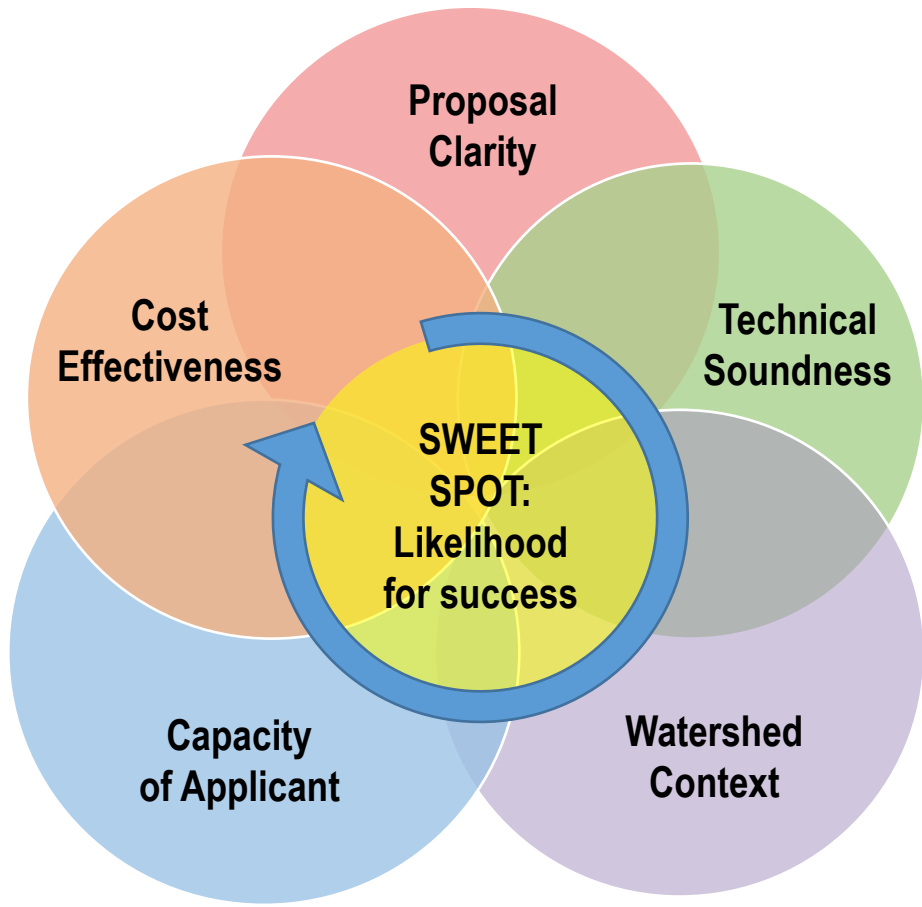 Proposal
Clarity
Cost
Effectiveness
Technical
Soundness
SWEET
SPOT:
Likelihood
for success
Capacity
of Applicant
Watershed
Context